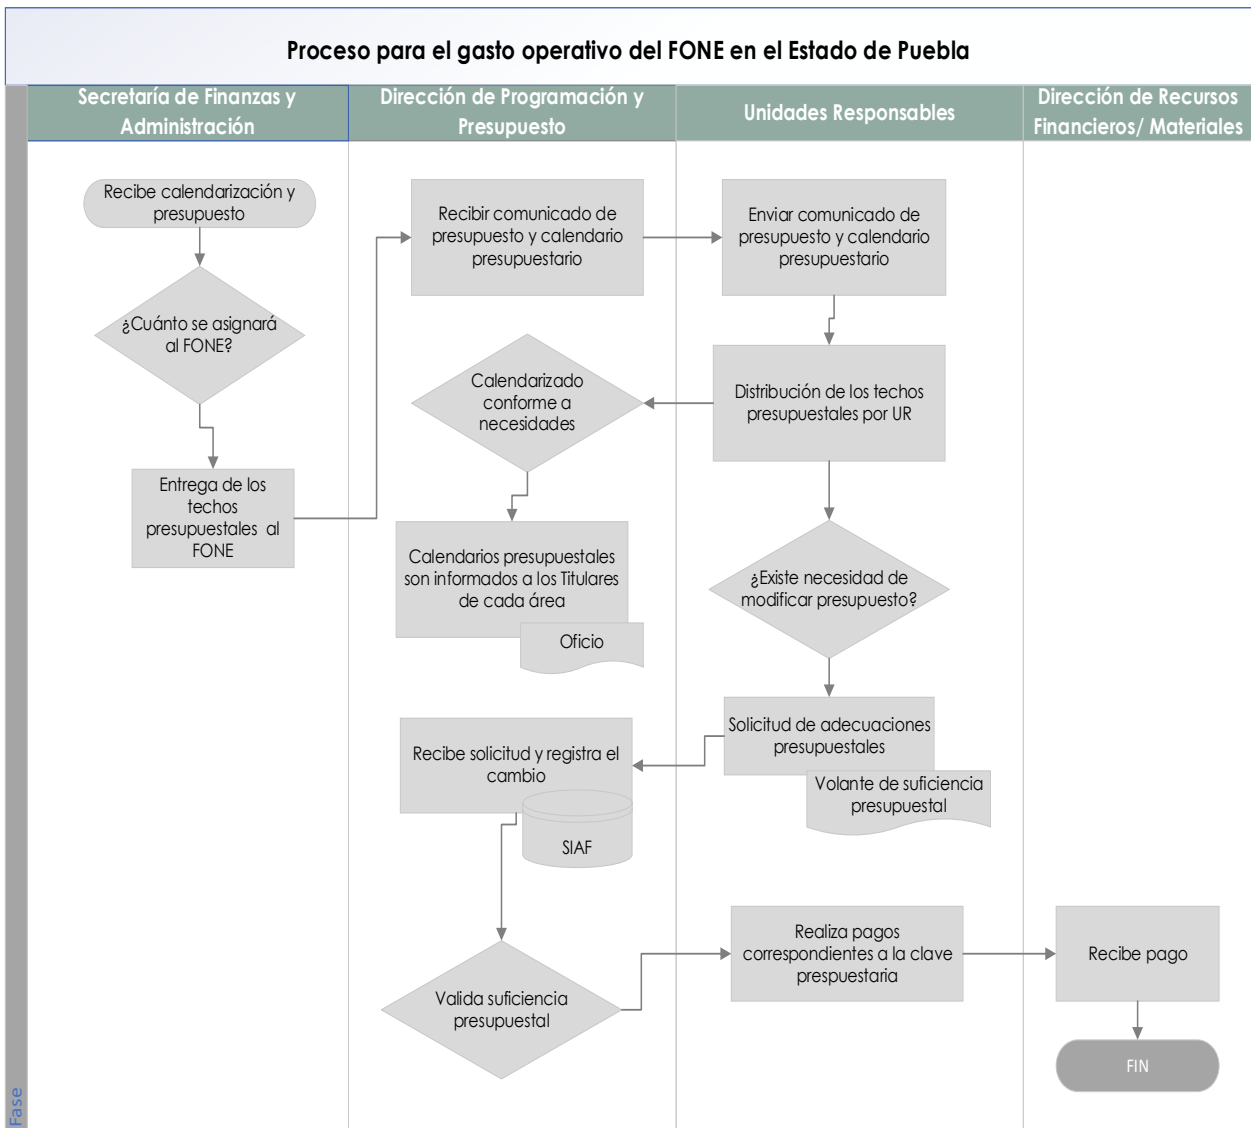 Proceso para el gasto operativo del FONE en el Estado de Puebla
Secretaría de Finanzas y
Administración
Dirección de Programación y
Presupuesto
Unidades Responsables
Dirección de Recursos
Financieros/ Materiales
Recibe calendarización y
presupuesto
Recibir comunicado de
presupuesto y calendario
presupuestario
Enviar comunicado de
presupuesto y calendario
presupuestario
¿Cuánto se asignará
al FONE?
Calendarizado
conforme a
necesidades
Distribución de los techos
presupuestales por UR
Entrega de los
techos
presupuestales al
FONE
Calendarios presupuestales
son informados a los Titulares
de cada área
Oficio
¿Existe necesidad de
modificar presupuesto?
Solicitud de adecuaciones
presupuestales
Volante de suficiencia
presupuestal
Recibe solicitud y registra el
cambio
SIAF
Valida suficiencia
presupuestal
Realiza pagos
correspondientes a la clave
prespuestaria
Recibe pago
FIN
Fase